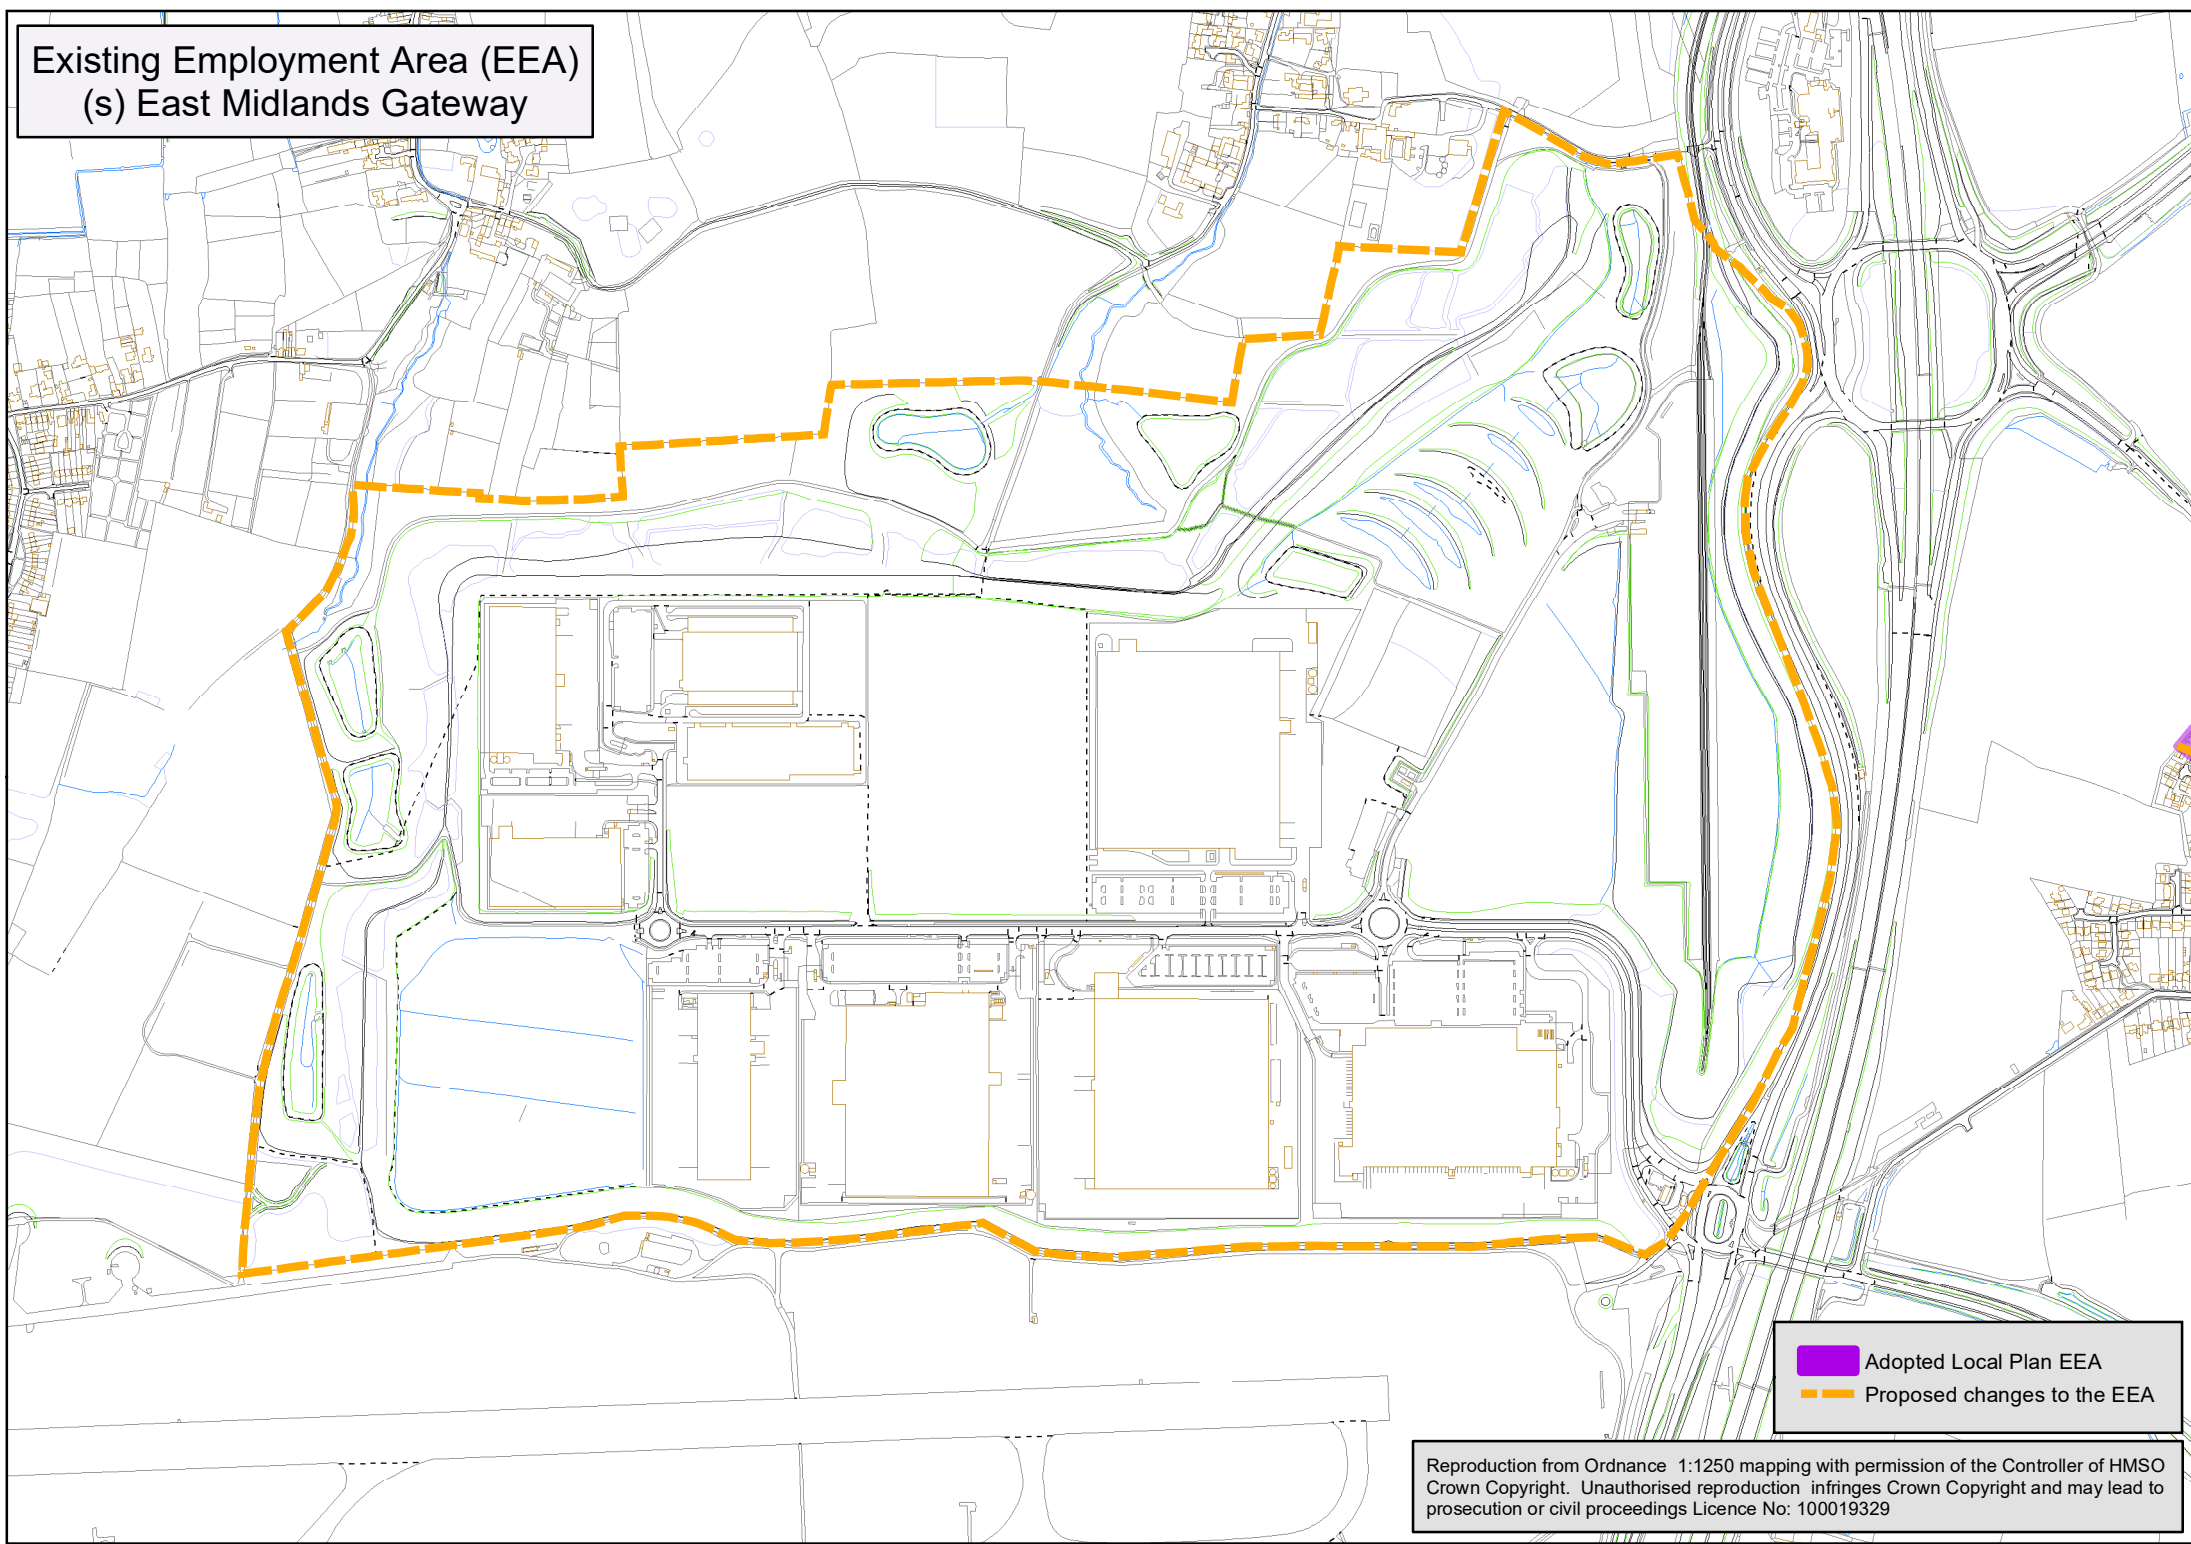 Existing Employment Area (EEA)
(s) East Midlands Gateway
Adopted Local Plan EEA
Proposed changes to the EEA
Reproduction from Ordnance 1:1250 mapping with permission of the Controller of HMSO
Crown Copyright. Unauthorised reproduction infringes Crown Copyright and may lead to
prosecution or civil proceedings Licence No: 100019329